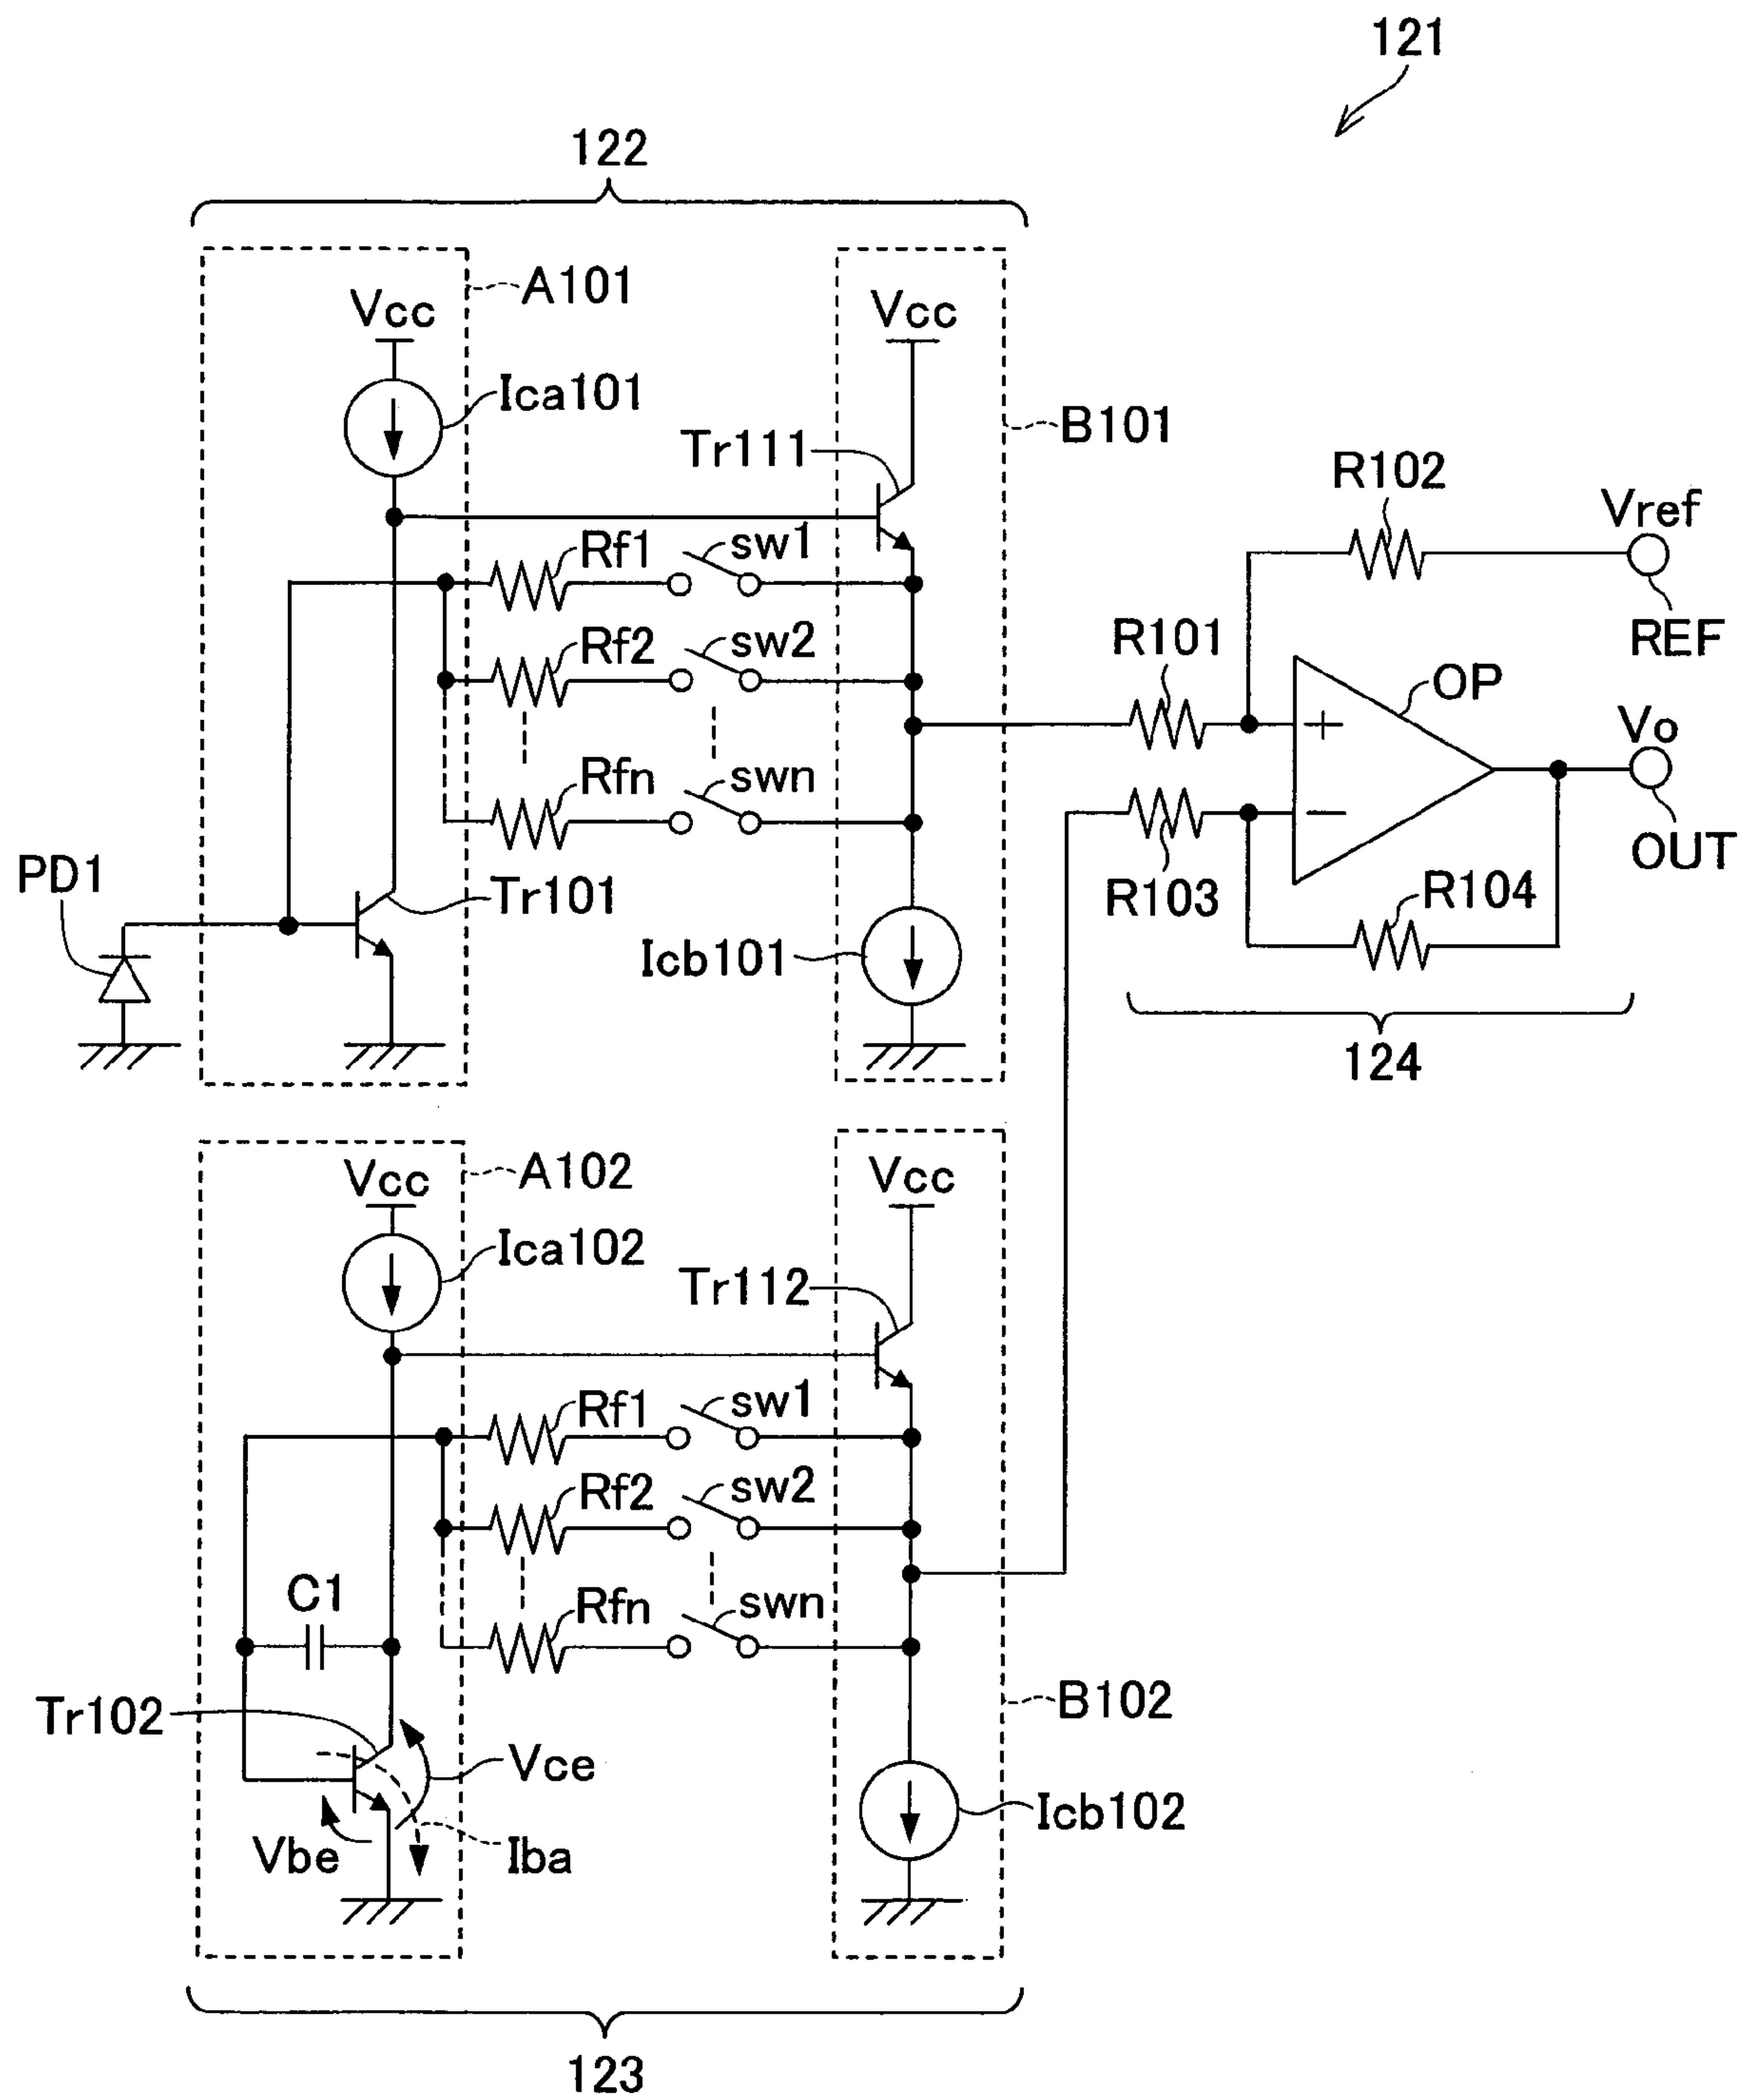 121
122
A101
Vcc
Vcc
Ica101
B101
Tr111
R102
Vref
Rf1
sw1
REF
R101
Rf2
sw2
OP
Vo
Rfn
swn
OUT
PD1
Tr101
R103
R104
Icb101
124
A102
Vcc
Vcc
Ica102
Tr112
Rf1
sw1
Rf2
sw2
C1
Rfn
swn
Tr102
B102
Vce
Icb102
Vbe
Iba
123
+
−